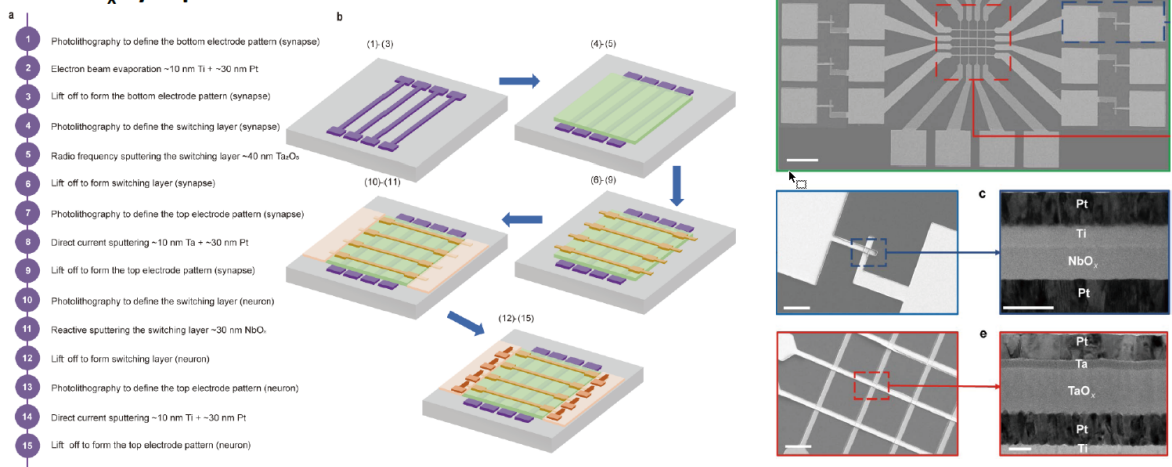 a
1 Photolithography to define the bottom electrode pattern (synapse)
2 Electron beam evaporation ~10 nm Ti + ~30 nm Pt
3 Lift off to form the bottom electrode pattern (synapse)
4 Photolithography to define the switching layer (synapse)
5 Radio frequency sputtering the switching layer ~40 nm Ta₂O₅
6 Lift off to form switching layer (synapse)
7 Photolithography to define the top electrode pattern (synapse)
8 Direct current sputtering ~10 nm Ta + ~30 nm Pt
9 Lift off to form the top electrode pattern (synapse)
10 Photolithography to define the switching layer (neuron)
11 Reactive sputtering the switching layer ~30 nm NbOₓ
12 Lift off to form switching layer (neuron)
13 Photolithography to define the top electrode pattern (neuron)
14 Direct current sputtering ~10 nm Ti + ~30 nm Pt
15 Lift off to form the top electrode pattern (neuron)
b
(1)-(3)
(4)-(5)
(10)-(11)
(6)-(9)
(12)-(15)
c
Pt
Ti
NbOₓ
Pt
e
Pt
Ta
TaOₓ
Pt
Ti